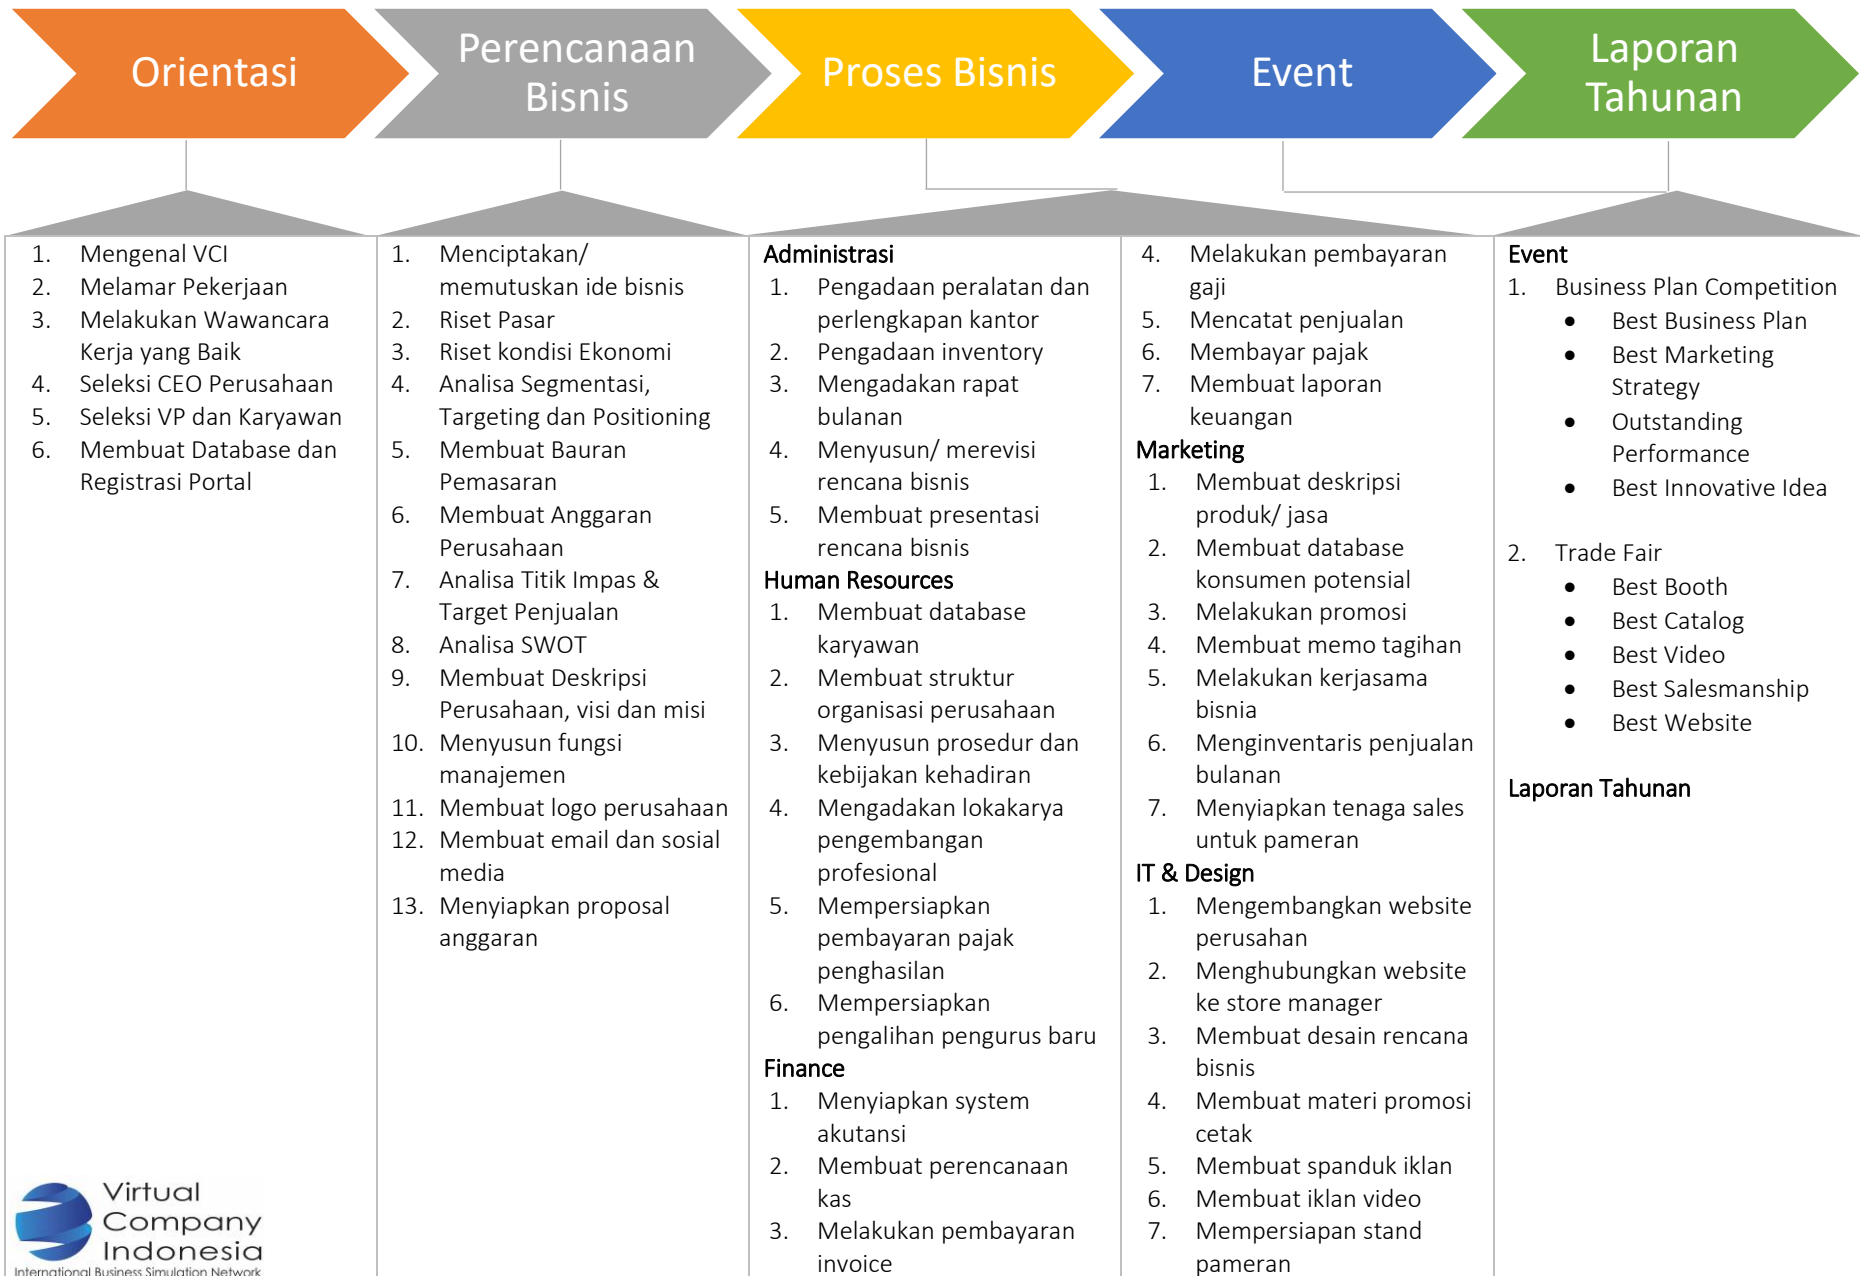 Orientasi
Perencanaan
Bisnis
Proses Bisnis
Event
Laporan
Tahunan
1. Mengenal VCI
2. Melamar Pekerjaan
3. Melakukan Wawancara
Kerja yang Baik
4. Seleksi CEO Perusahaan
5. Seleksi VP dan Karyawan
6. Membuat Database dan
Registrasi Portal
1. Menciptakan/
memutuskan ide bisnis
2. Riset Pasar
3. Riset kondisi Ekonomi
4. Analisa Segmentasi,
Targeting dan Positioning
5. Membuat Bauran
Pemasaran
6. Membuat Anggaran
Perusahaan
7. Analisa Titik Impas &
Target Penjualan
8. Analisa SWOT
9. Membuat Deskripsi
Perusahaan, visi dan misi
10. Menyusun fungsi
manajemen
11. Membuat logo perusahaan
12. Membuat email dan sosial
media
13. Menyiapkan proposal
anggaran
Administrasi
1. Pengadaan peralatan dan
perlengkapan kantor
2. Pengadaan inventory
3. Mengadakan rapat
bulanan
4. Menyusun/ merevisi
rencana bisnis
5. Membuat presentasi
rencana bisnis
Human Resources
1. Membuat database
karyawan
2. Membuat struktur
organisasi perusahaan
3. Menyusun prosedur dan
kebijakan kehadiran
4. Mengadakan lokakarya
pengembangan
profesional
5. Mempersiapkan
pembayaran pajak
penghasilan
6. Mempersiapkan
pengalihan pengurus baru
Finance
1. Menyiapkan system
akutansi
2. Membuat perencanaan
kas
3. Melakukan pembayaran
invoice
4. Melakukan pembayaran
gaji
5. Mencatat penjualan
6. Membayar pajak
7. Membuat laporan
keuangan
Marketing
1. Membuat deskripsi
produk/ jasa
2. Membuat database
konsumen potensial
3. Melakukan promosi
4. Membuat memo tagihan
5. Melakukan kerjasama
bisnia
6. Menginventaris penjualan
bulanan
7. Menyiapkan tenaga sales
untuk pameran
IT & Design
1. Mengembangkan website
perusahan
2. Menghubungkan website
ke store manager
3. Membuat desain rencana
bisnis
4. Membuat materi promosi
cetak
5. Membuat spanduk iklan
6. Membuat iklan video
7. Mempersiapan stand
pameran
Event
1. Business Plan Competition
• Best Business Plan
• Best Marketing
Strategy
• Outstanding
Performance
• Best Innovative Idea
2. Trade Fair
• Best Booth
• Best Catalog
• Best Video
• Best Salesmanship
• Best Website
Laporan Tahunan
Virtual
Company
Indonesia
International Business Simulation Network